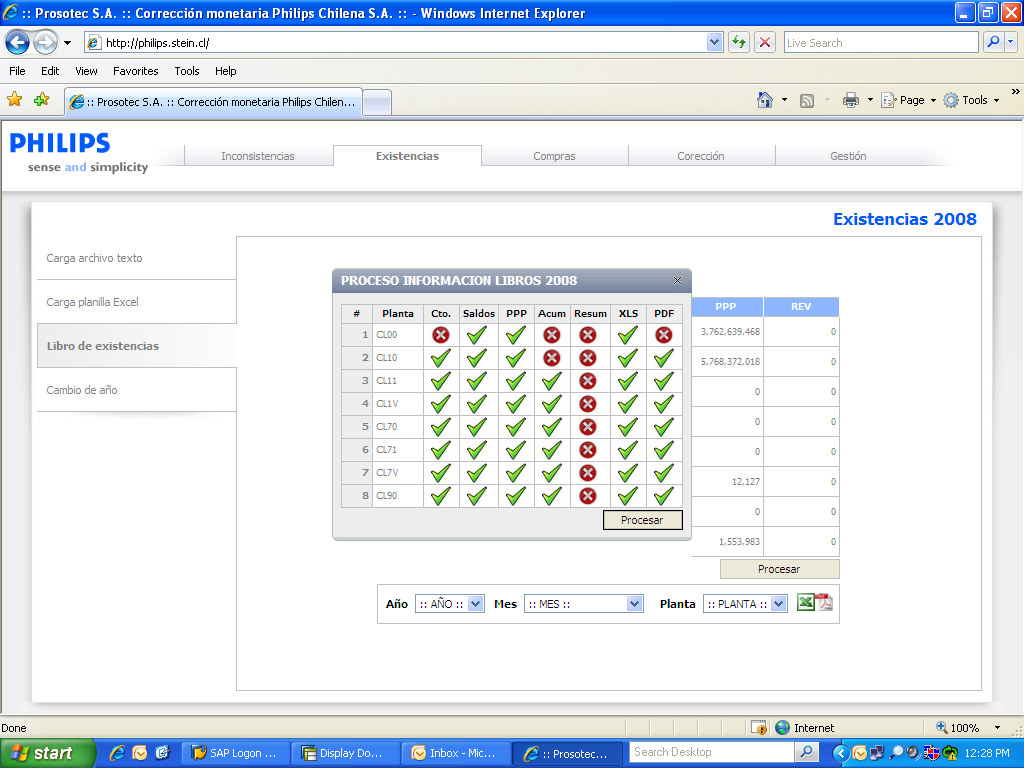 :: Prosotec S.A. :: Corrección monetaria Philips Chilena S.A. :: - Windows Internet Explorer
http://philips.stein.cl/
Live Search
File Edit View Favorites Tools Help
:: Prosotec S.A. :: Corrección monetaria Philips Chilen...
Page Tools »
PHILIPS
sense and simplicity
Inconsistencias Existencias Compras Corección Gestión
Existencias 2008
Carga archivo texto
Carga planilla Excel
Libro de existencias
Cambio de año
PROCESO INFORMACION LIBROS 2008
# Planta Cto. Saldos PPP Acum Resum XLS PDF
1 CL00
2 CL10
3 CL11
4 CL1V
5 CL70
6 CL71
7 CL7V
8 CL90
Procesar
PPP REV
3,762,639,468 0
5,768,372,018 0
0 0
0 0
0 0
12,127 0
0 0
1,553,983 0
Procesar
Año :: AÑO :: Mes :: MES :: Planta :: PLANTA ::
Done Internet 100%
start SAP Logon ... Display Do... Inbox - Mic... :: Prosotec... Search Desktop 12:28 PM